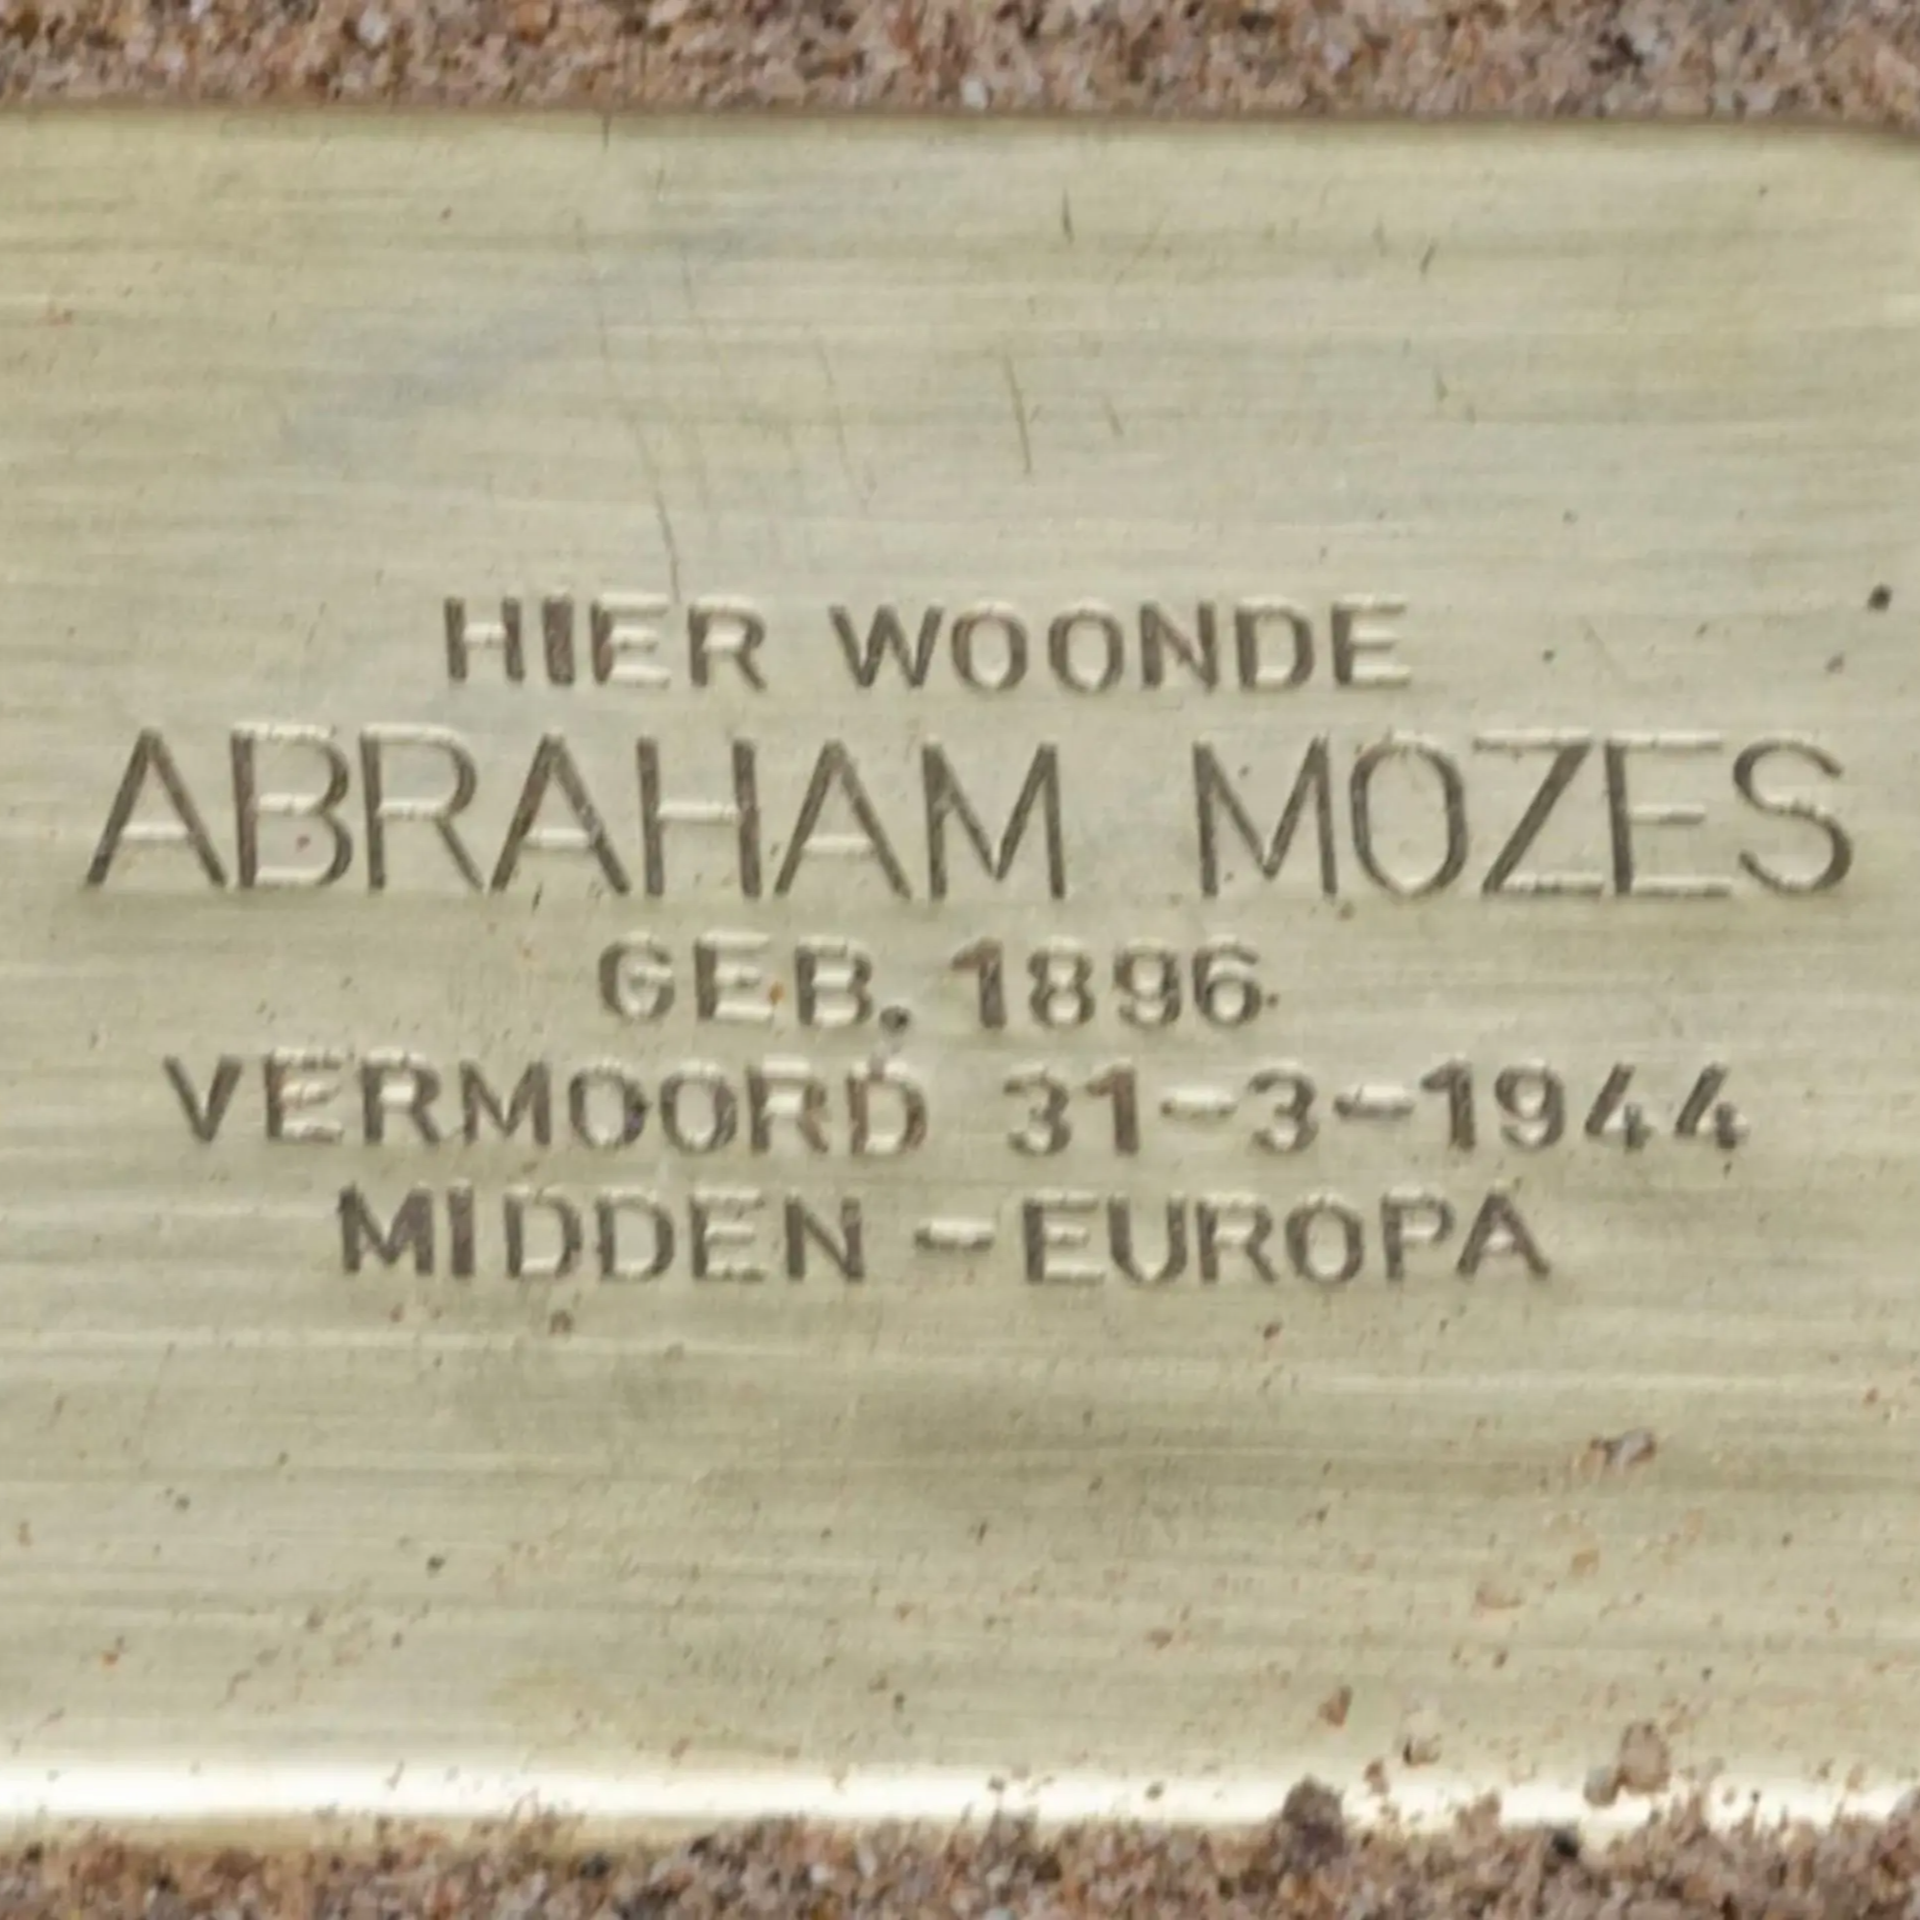 HIER WOONDE
ABRAHAM MOZES
GEB. 1896
VERMOORD 31-3-1944
MIDDEN-EUROPA